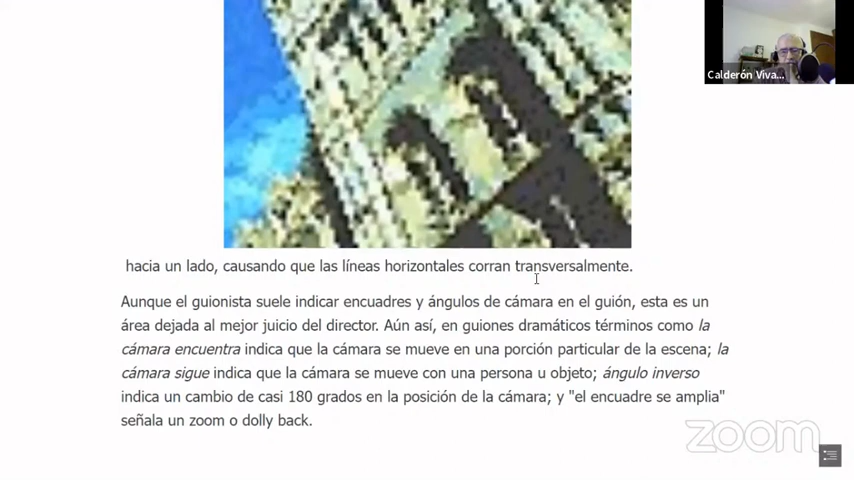 Calderón Viva...
hacia un lado, causando que las líneas horizontales corran transversalmente.
Aunque el guionista suele indicar encuadres y ángulos de cámara en el guión, esta es un
área dejada al mejor juicio del director. Aún así, en guiones dramáticos términos como la
cámara encuentra indica que la cámara se mueve en una porción particular de la escena; la
cámara sigue indica que la cámara se mueve con una persona u objeto; ángulo inverso
indica un cambio de casi 180 grados en la posición de la cámara; y "el encuadre se amplia"
señala un zoom o dolly back.
zoom